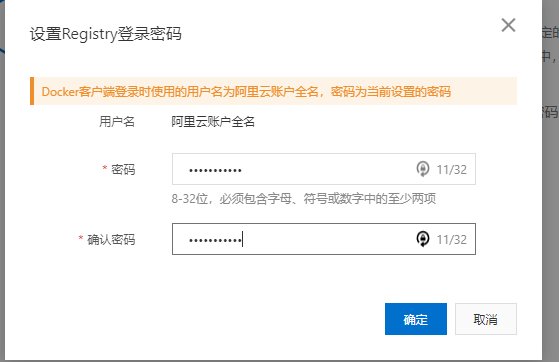 设置Registry登录密码
定的
Docker客户端登录时使用的用户名为阿里云账户全名，密码为当前设置的密码
中，
用户名 阿里云账户全名
密码
* 密码 ••••••••••• 11/32
8-32位，必须包含字母、符号或数字中的至少两项
* 确认密码 ••••••••••• 11/32
确定 取消